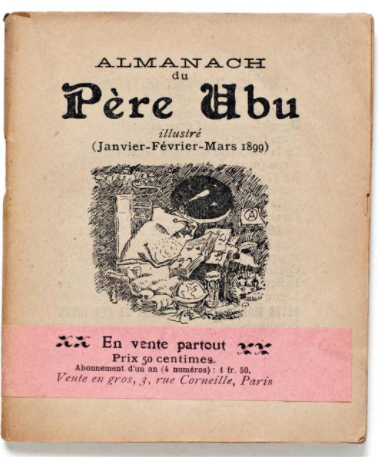 ALMANACH
du
Père Ubu
illustré
(Janvier-Février-Mars 1899)
En vente partout
Prix 50 centimes.
Abonnement d'un an (4 numéros) : 1 fr. 50.
Vente en gros, 3, rue Corneille, Paris